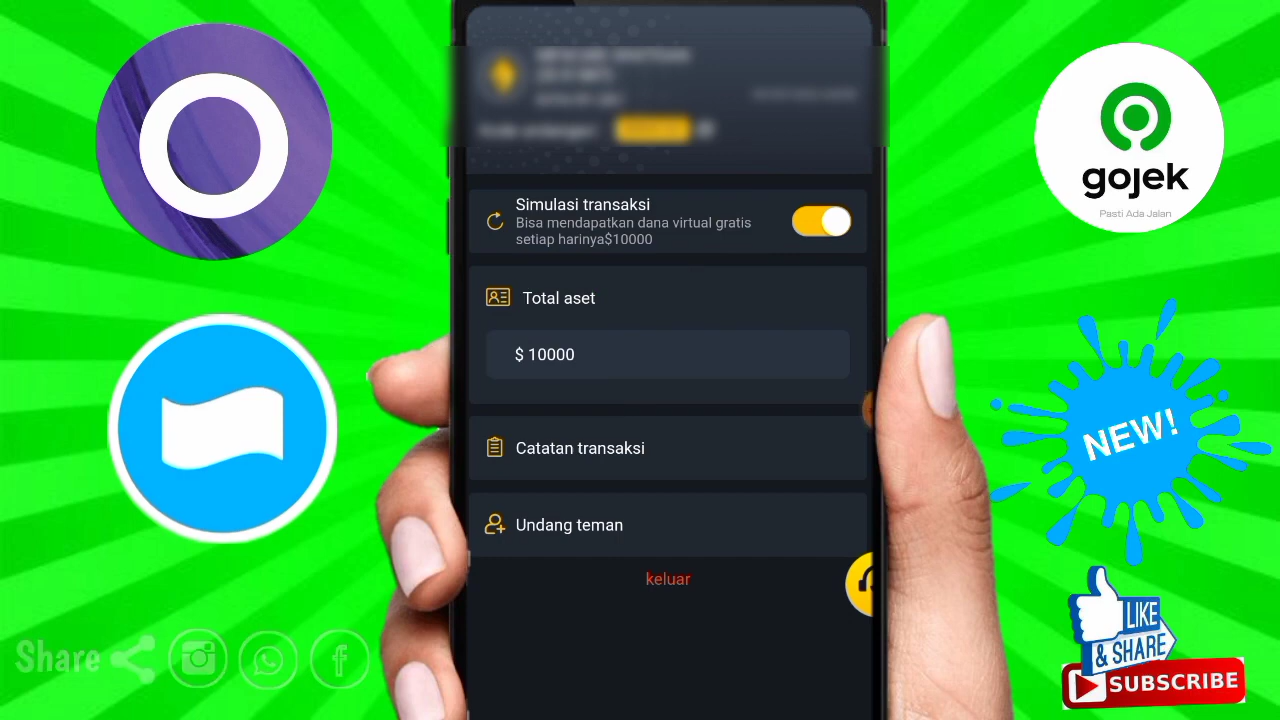 gojek
Pasti Ada Jalan
Simulasi transaksi
Bisa mendapatkan dana virtual gratis
setiap harinya$10000
Total aset
$ 10000
Catatan transaksi
Undang teman
keluar
NEW!
Share
LIKE
& SHARE
SUBSCRIBE